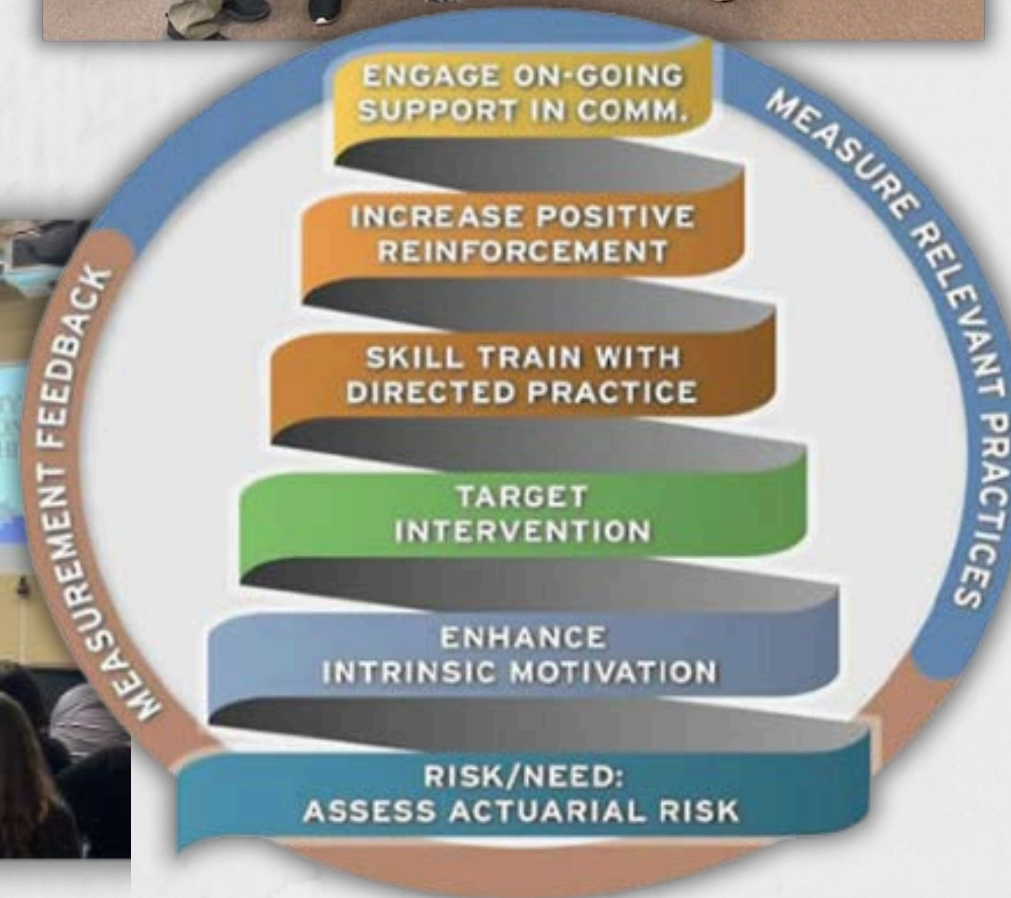 ENGAGE ON-GOING
SUPPORT IN COMM.
INCREASE POSITIVE
REINFORCEMENT
SKILL TRAIN WITH
DIRECTED PRACTICE
TARGET
INTERVENTION
ENHANCE
INTRINSIC MOTIVATION
RISK/NEED:
ASSESS ACTUARIAL RISK
MEASUREMENT FEEDBACK
MEASURE RELEVANT PRACTICES